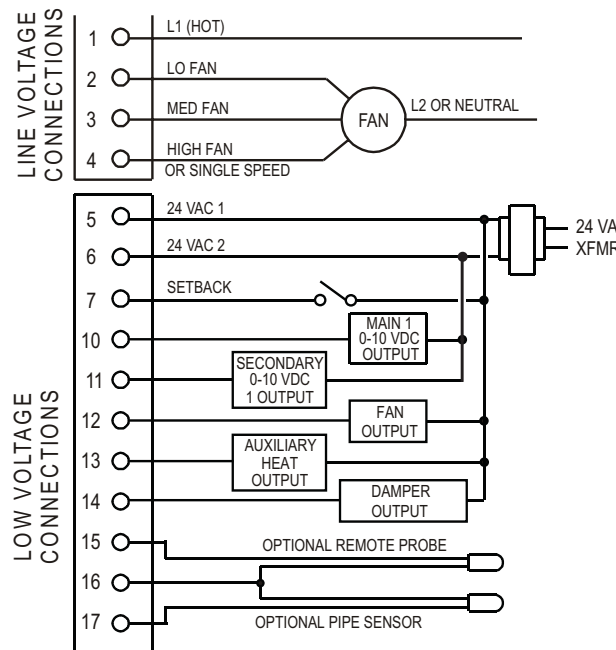 LINE VOLTAGE
CONNECTIONS
1 L1 (HOT)
2 LO FAN
3 MED FAN
4 HIGH FAN
OR SINGLE SPEED
FAN
L2 OR NEUTRAL
LOW VOLTAGE
CONNECTIONS
5 24 VAC 1
6 24 VAC 2
7 SETBACK
24 VA
XFMR
10
MAIN 1
0-10 VDC
OUTPUT
11
SECONDARY
0-10 VDC
1 OUTPUT
12
FAN
OUTPUT
13
AUXILIARY
HEAT
OUTPUT
14
DAMPER
OUTPUT
15 OPTIONAL REMOTE PROBE
16
17 OPTIONAL PIPE SENSOR